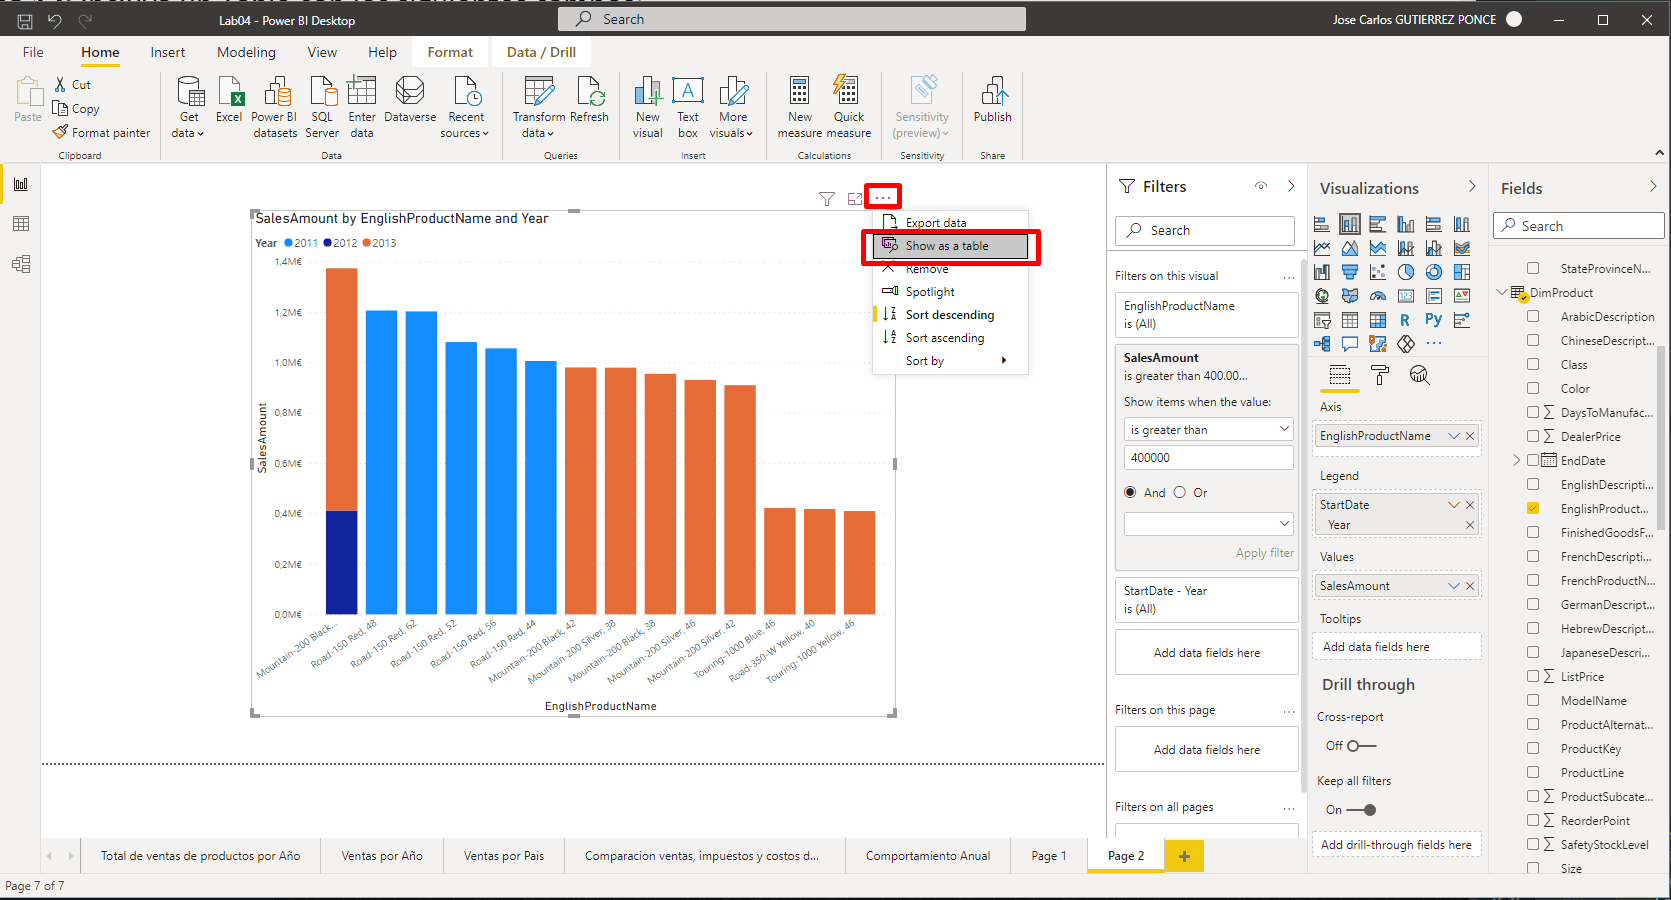 Lab04 - Power BI Desktop
Search
Jose Carlos GUTIERREZ PONCE
File
Home
Insert
Modeling
View
Help
Format
Data / Drill
Paste
Cut
Copy
Format painter
Clipboard
Get
data
Excel
Power BI
datasets
SQL
Server
Enter
data
Dataverse
Recent
sources
Data
Transform
data
Refresh
Queries
New
visual
Text
box
More
visuals
Insert
New
measure
Quick
measure
Calculations
Sensitivity
(preview)
Sensitivity
Publish
Share
SalesAmount by EnglishProductName and Year
Year 2011 2012 2013
1,4M€
1,2M€
1,0M€
0,8M€
0,6M€
0,4M€
0,2M€
0,0M€
SalesAmount
Mountain-200 Black...
Road-150 Red, 48
Road-150 Red, 62
Road-150 Red, 52
Road-150 Red, 56
Road-150 Red, 44
Mountain-200 Black, 42
Mountain-200 Silver, 38
Mountain-200 Black, 38
Mountain-200 Silver, 46
Mountain-200 Silver, 42
Touring-1000 Blue, 46
Road-350-W Yellow, 40
Touring-1000 Yellow, 46
EnglishProductName
Export data
Show as a table
Remove
Spotlight
Sort descending
Sort ascending
Sort by
Filters
Search
Filters on this visual
EnglishProductName
is (All)
SalesAmount
is greater than 400.00...
Show items when the value:
is greater than
400000
And
Or
Apply filter
StartDate - Year
is (All)
Add data fields here
Filters on this page
Add data fields here
Filters on all pages
Visualizations
R
Py
123
Axis
EnglishProductName
Legend
StartDate
Year
Values
SalesAmount
Tooltips
Add data fields here
Drill through
Cross-report
Off
Keep all filters
On
Add drill-through fields here
Fields
Search
StateProvinceN...
DimProduct
ArabicDescription
ChineseDescript...
Class
Color
DaysToManufac...
DealerPrice
EndDate
EnglishDescripti...
EnglishProduct...
FinishedGoodsF...
FrenchDescripti...
FrenchProductN...
GermanDescript...
HebrewDescript...
JapaneseDescri...
ListPrice
ModelName
ProductAlternat...
ProductKey
ProductLine
ProductSubcate...
ReorderPoint
SafetyStockLevel
Size
Total de ventas de productos por Año
Ventas por Año
Ventas por Pais
Comparacion ventas, impuestos y costos d...
Comportamiento Anual
Page 1
Page 2
Page 7 of 7